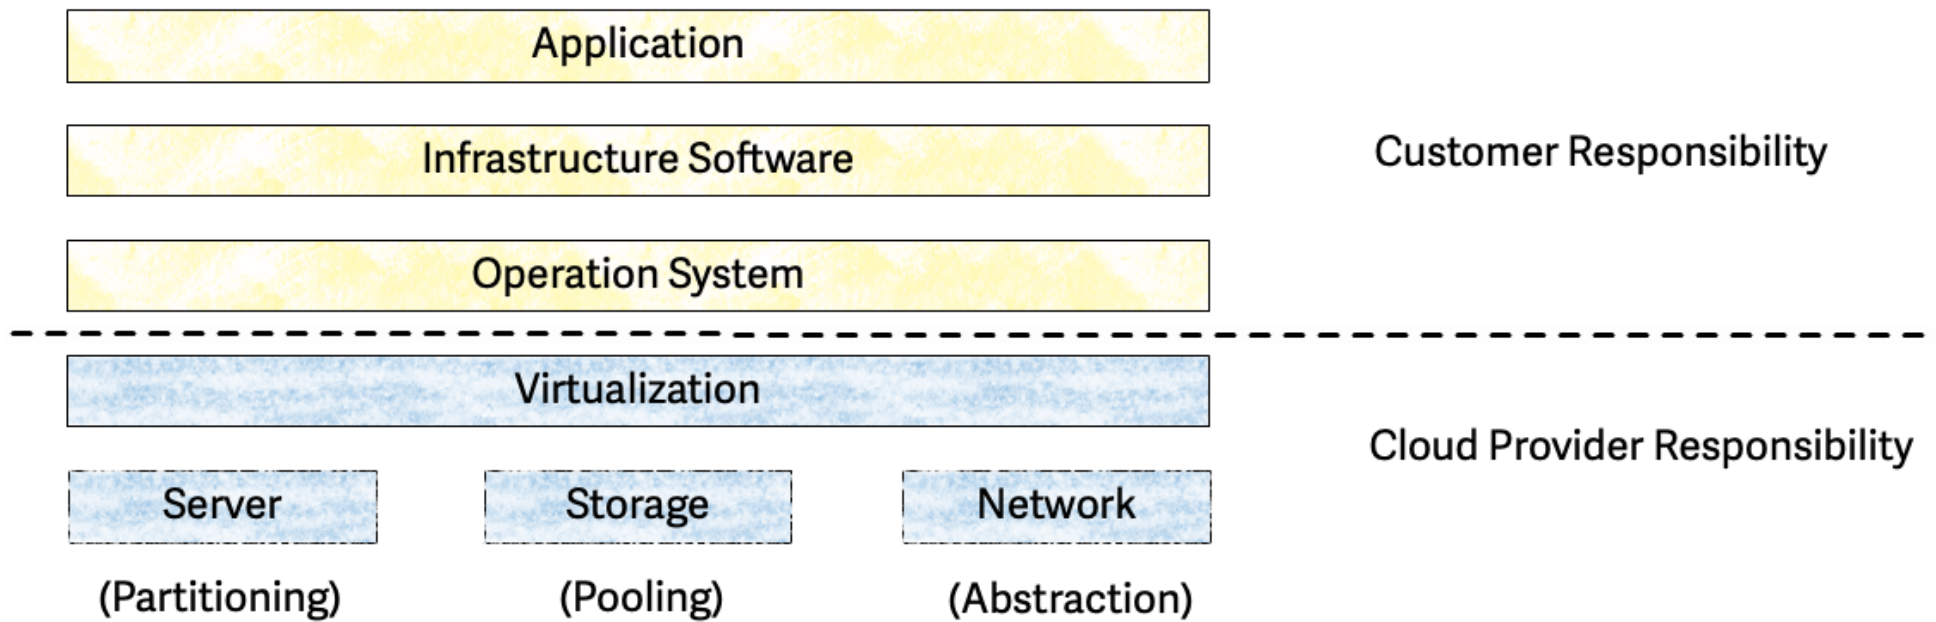 Application
Infrastructure Software
Customer Responsibility
Operation System
Virtualization
Cloud Provider Responsibility
Server
Storage
Network
(Partitioning)
(Pooling)
(Abstraction)